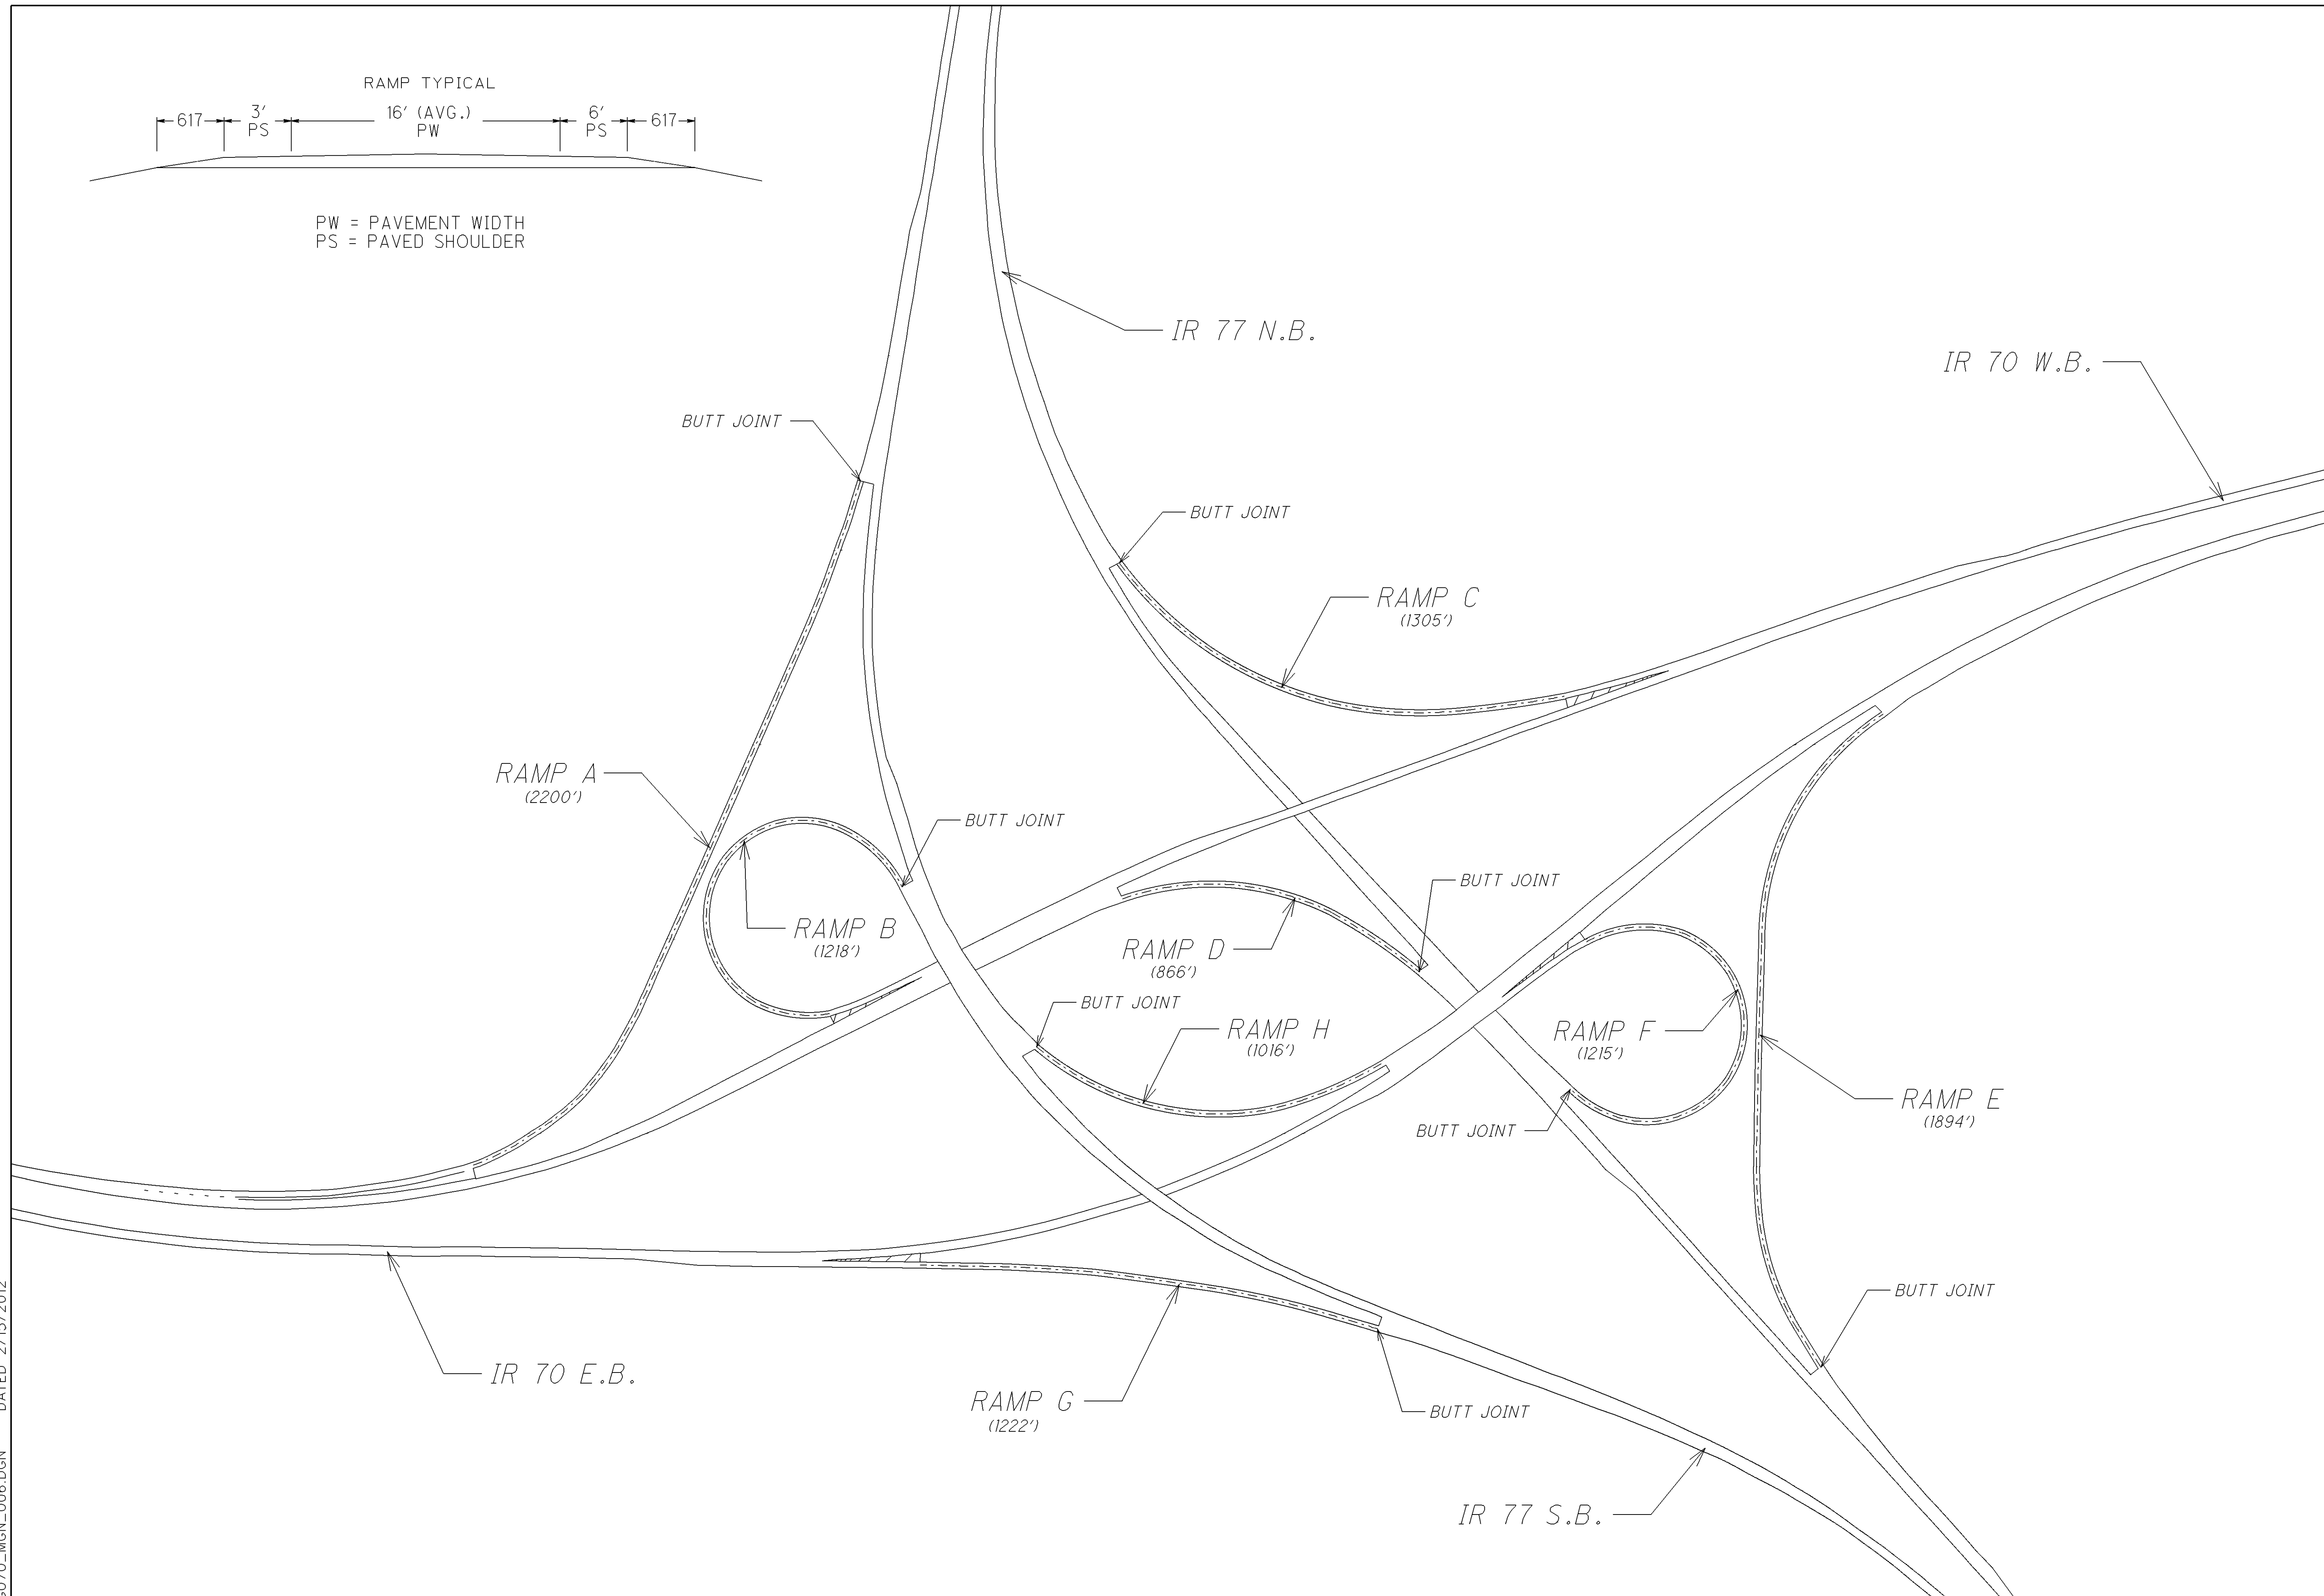 RAMP TYPICAL
617 3' 16' (AVG.) 6' 617
PS PW PS
PW = PAVEMENT WIDTH
PS = PAVED SHOULDER
IR 77 N.B.
IR 70 W.B.
BUTT JOINT
BUTT JOINT
RAMP C
(1305')
RAMP A
(2200')
BUTT JOINT
BUTT JOINT
RAMP B
(1218')
RAMP D
(866')
BUTT JOINT
RAMP H
(1016')
RAMP F
(1215')
RAMP E
(1894')
BUTT JOINT
BUTT JOINT
IR 70 E.B.
RAMP G
(1222')
BUTT JOINT
IR 77 S.B.
DATED 2/15/2012